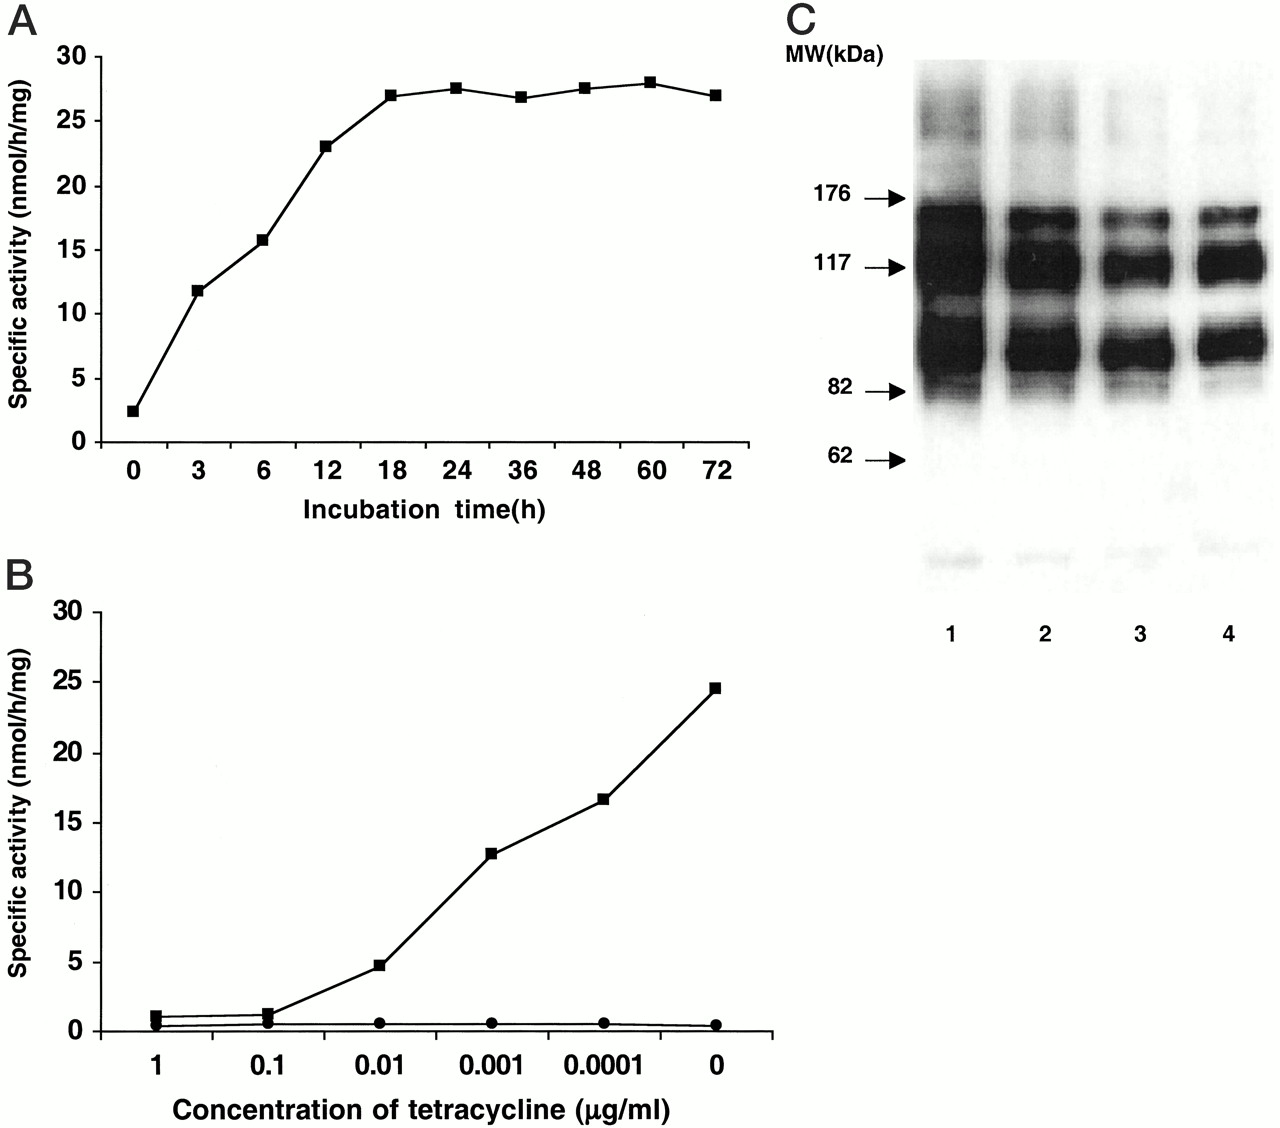 A
Specific activity (nmol/h/mg)
30
25
20
15
10
5
0
0 3 6 12 18 24 36 48 60 72
Incubation time(h)
B
Specific activity (nmol/h/mg)
30
25
20
15
10
5
0
1 0.1 0.01 0.001 0.0001 0
Concentration of tetracycline (μg/ml)
C
MW(kDa)
176
117
82
62
1 2 3 4